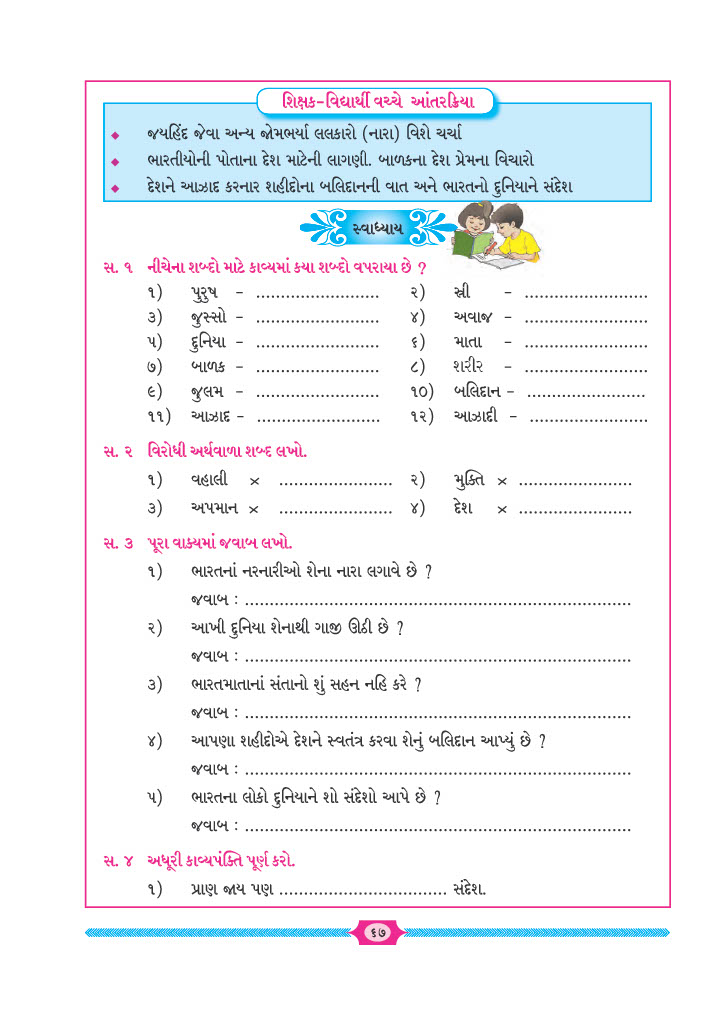 શિક્ષક-વિદ્યાર્થી વચ્ચે આંતરક્રિયા
◆ જયહિંદ જેવા અન્ય જોમભર્યા લલકારો (નારા) વિશે ચર્ચા
◆ ભારતીયોની પોતાના દેશ માટેની લાગણી. બાળકના દેશ પ્રેમના વિચારો
◆ દેશને આઝાદ કરનાર શહીદોના બલિદાનની વાત અને ભારતનો દુનિયાને સંદેશ
સ્વાધ્યાય
સ. ૧ નીચેના શબ્દો માટે કાવ્યમાં કયા શબ્દો વપરાયા છે ?
૧) પુરુષ – ......................... ૨) સ્ત્રી – .........................
૩) જુસ્સો – ......................... ૪) અવાજ – .........................
૫) દુનિયા – ......................... ૬) માતા – .........................
૭) બાળક – ......................... ૮) શરીર – .........................
૯) જુલમ – ......................... ૧૦) બલિદાન – ........................
૧૧) આઝાદ – ......................... ૧૨) આઝાદી – ........................
સ. ૨ વિરોધી અર્થવાળા શબ્દ લખો.
૧) વહાલી × ....................... ૨) મુક્તિ × .......................
૩) અપમાન × ....................... ૪) દેશ × .......................
સ. ૩ પૂરા વાક્યમાં જવાબ લખો.
૧) ભારતનાં નરનારીઓ શેના નારા લગાવે છે ?
જવાબ : ..............................................................................
૨) આખી દુનિયા શેનાથી ગાજી ઊઠી છે ?
જવાબ : ..............................................................................
૩) ભારતમાતાનાં સંતાનો શું સહન નહિ કરે ?
જવાબ : ..............................................................................
૪) આપણા શહીદોએ દેશને સ્વતંત્ર કરવા શેનું બલિદાન આપ્યું છે ?
જવાબ : ..............................................................................
૫) ભારતના લોકો દુનિયાને શો સંદેશો આપે છે ?
જવાબ : ..............................................................................
સ. ૪ અધૂરી કાવ્યપંક્તિ પૂર્ણ કરો.
૧) પ્રાણ જાય પણ .................................. સંદેશ.
૬૭